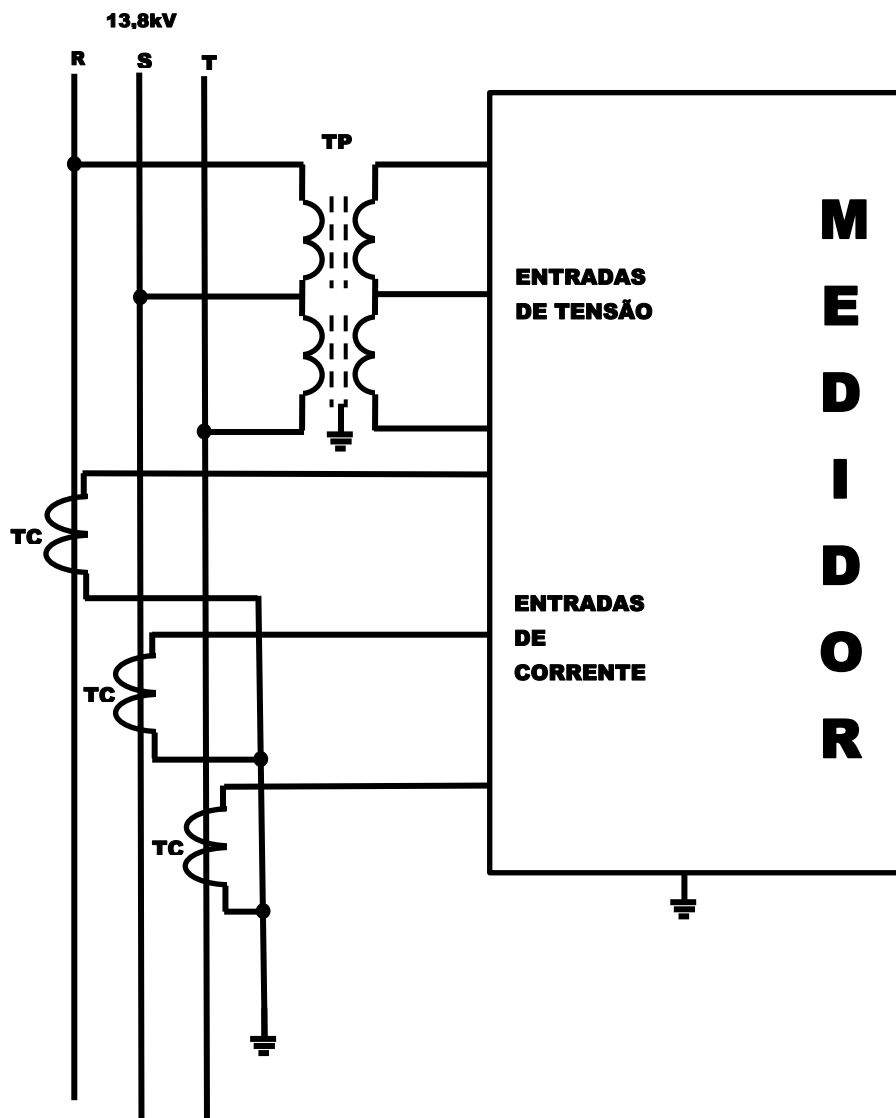 13,8kV
R
S
T
TP
ENTRADAS
DE TENSÃO
TC
ENTRADAS
DE
CORRENTE
TC
TC
M
E
D
I
D
O
R